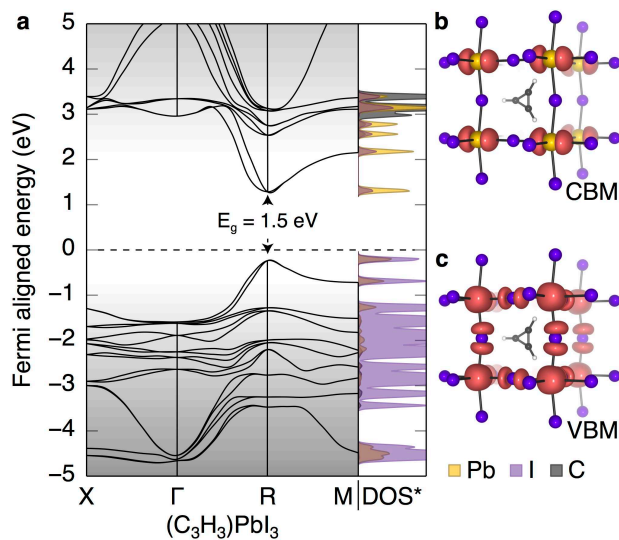 a
Fermi aligned energy (eV)
5
4
3
2
1
0
−1
−2
−3
−4
−5
E_g = 1.5 eV
X Γ R M DOS*
(C₃H₃)PbI₃
b
CBM
c
VBM
Pb I C